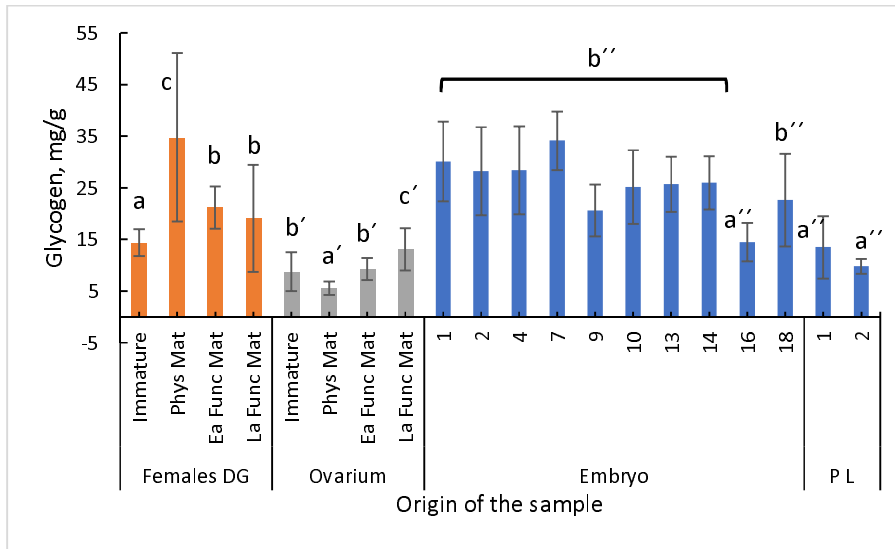 Glycogen, mg/g
55
45
35
25
15
5
-5
a
c
b
b
b´
a´
b´
c´
b´´
a´´
b´´
a´´
a´´
Immature
Phys Mat
Ea Func Mat
La Func Mat
Immature
Phys Mat
Ea Func Mat
La Func Mat
1
2
4
7
9
10
13
14
16
18
1
2
Females DG
Ovarium
Embryo
P L
Origin of the sample